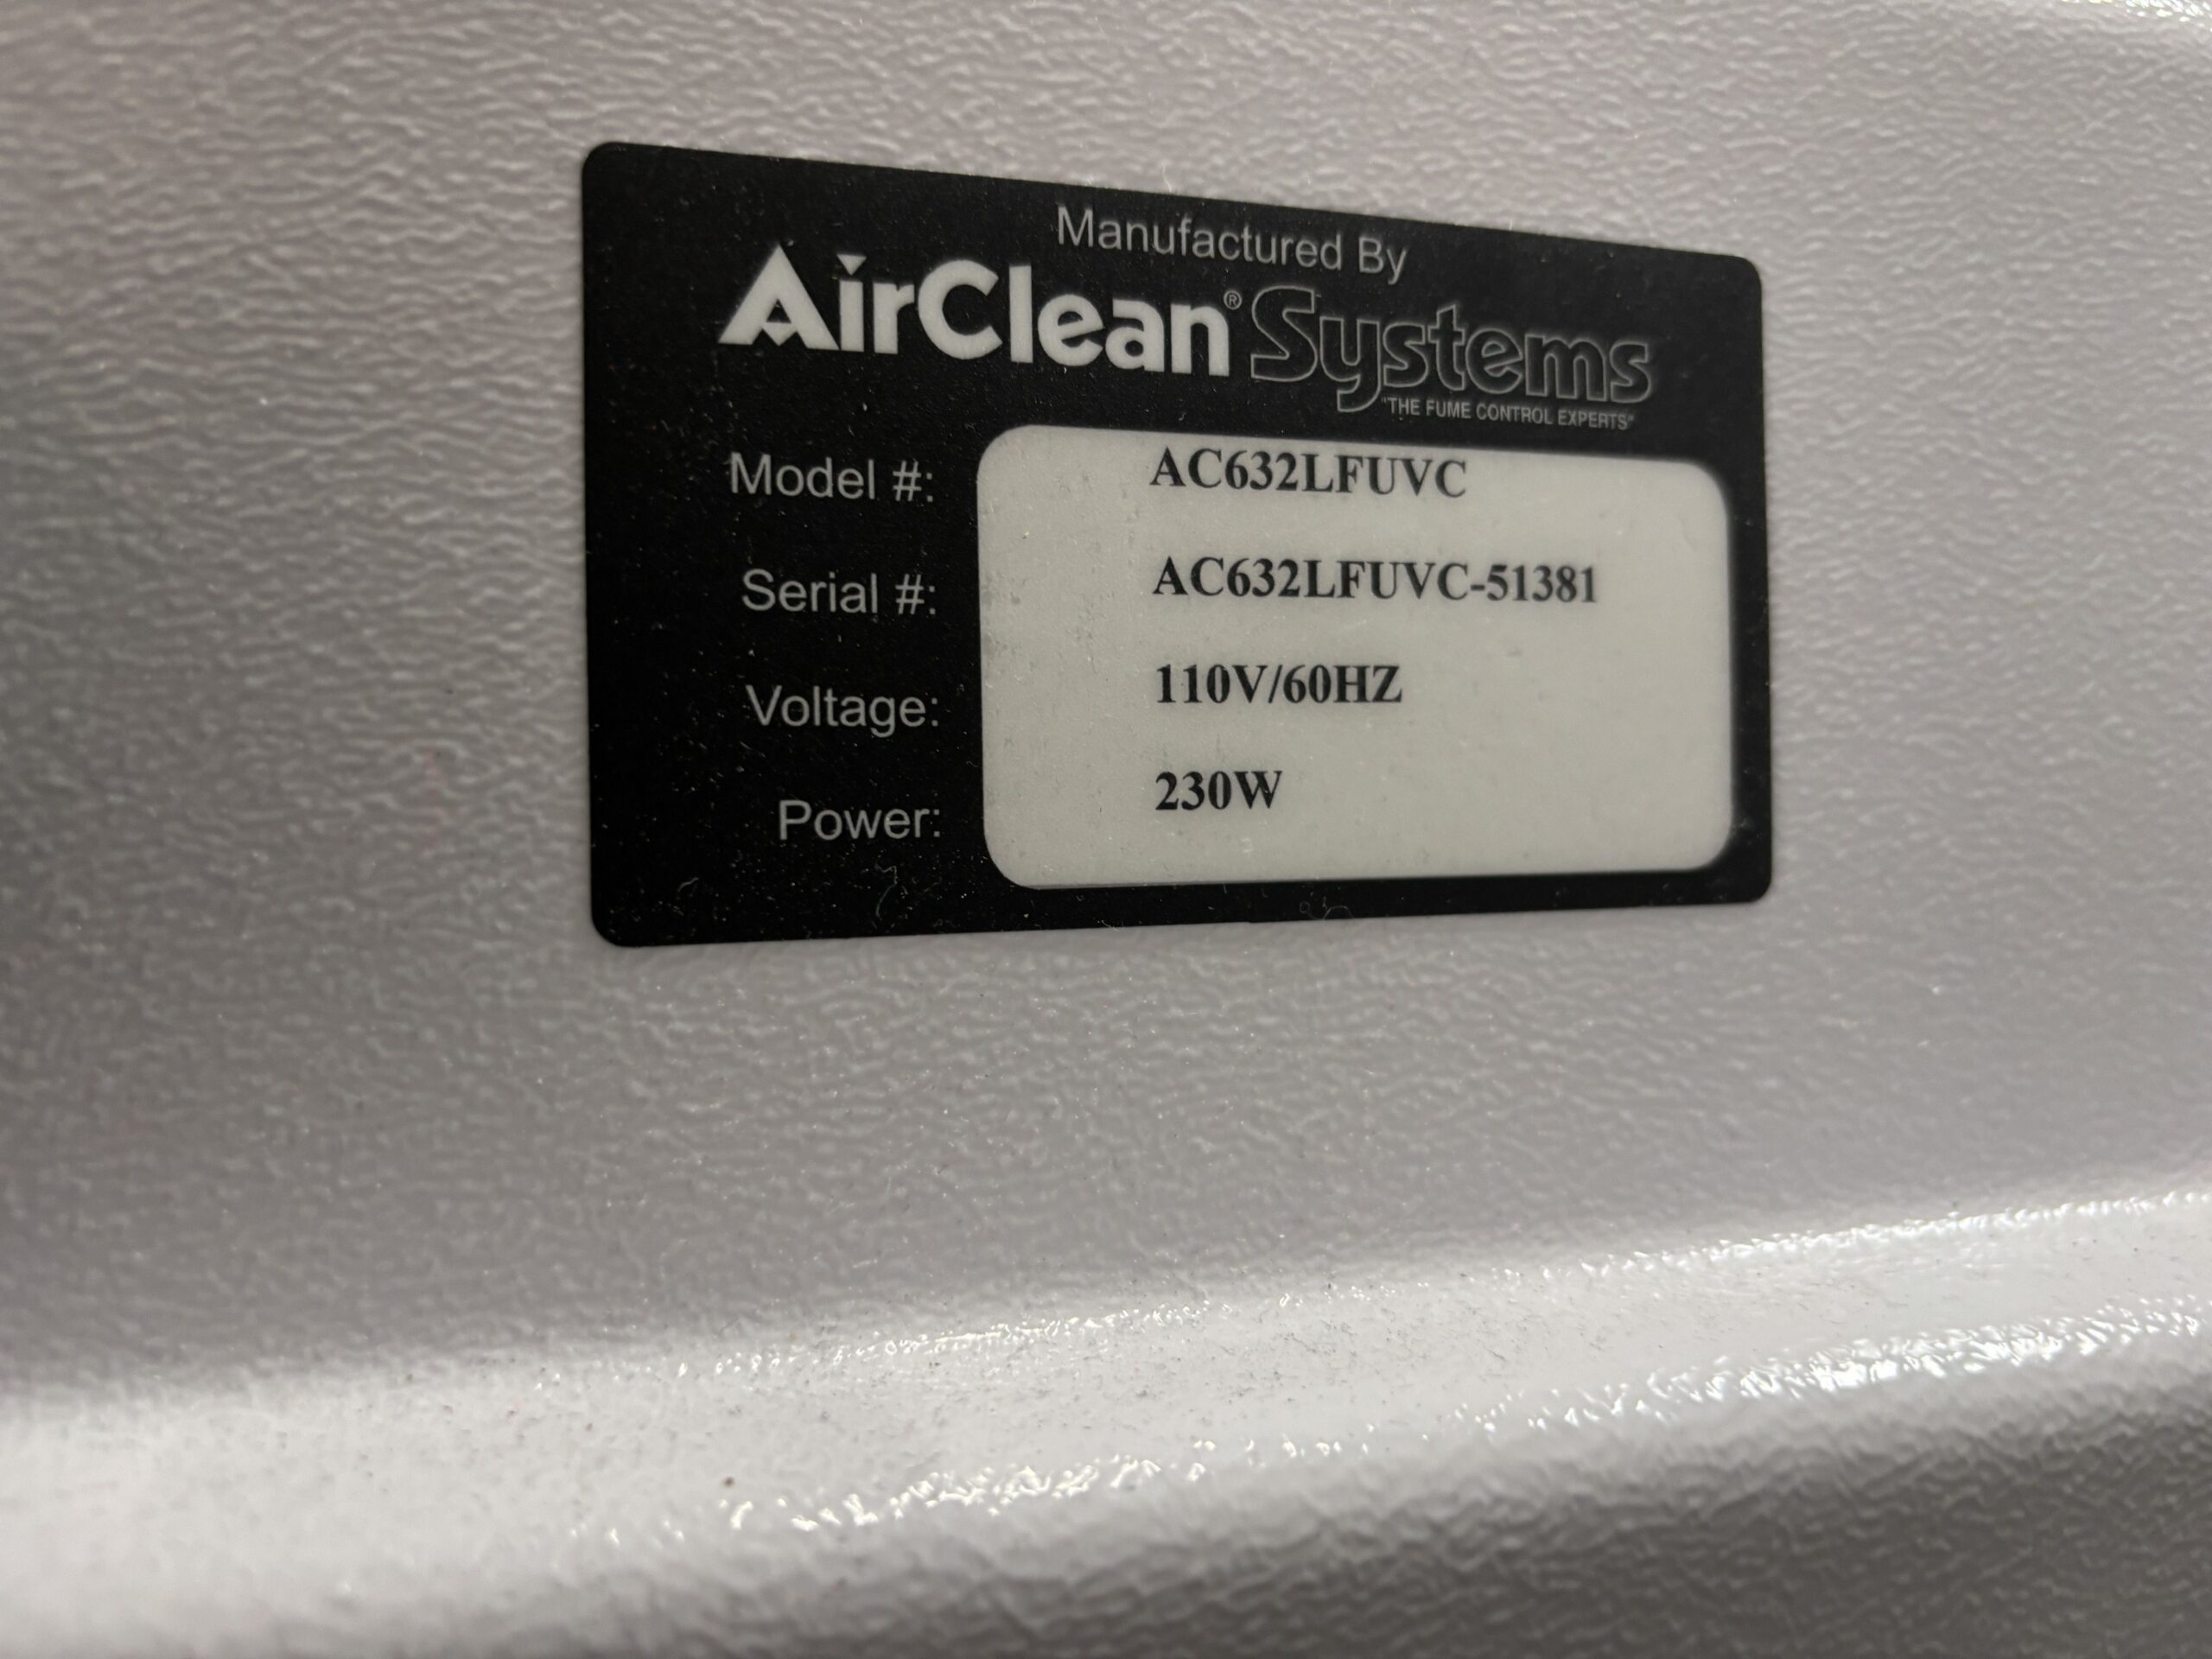 Manufactured By
AirClean® Systems
"THE FUME CONTROL EXPERTS"
Model #: AC632LFUVC
Serial #: AC632LFUVC-51381
Voltage: 110V/60HZ
Power: 230W